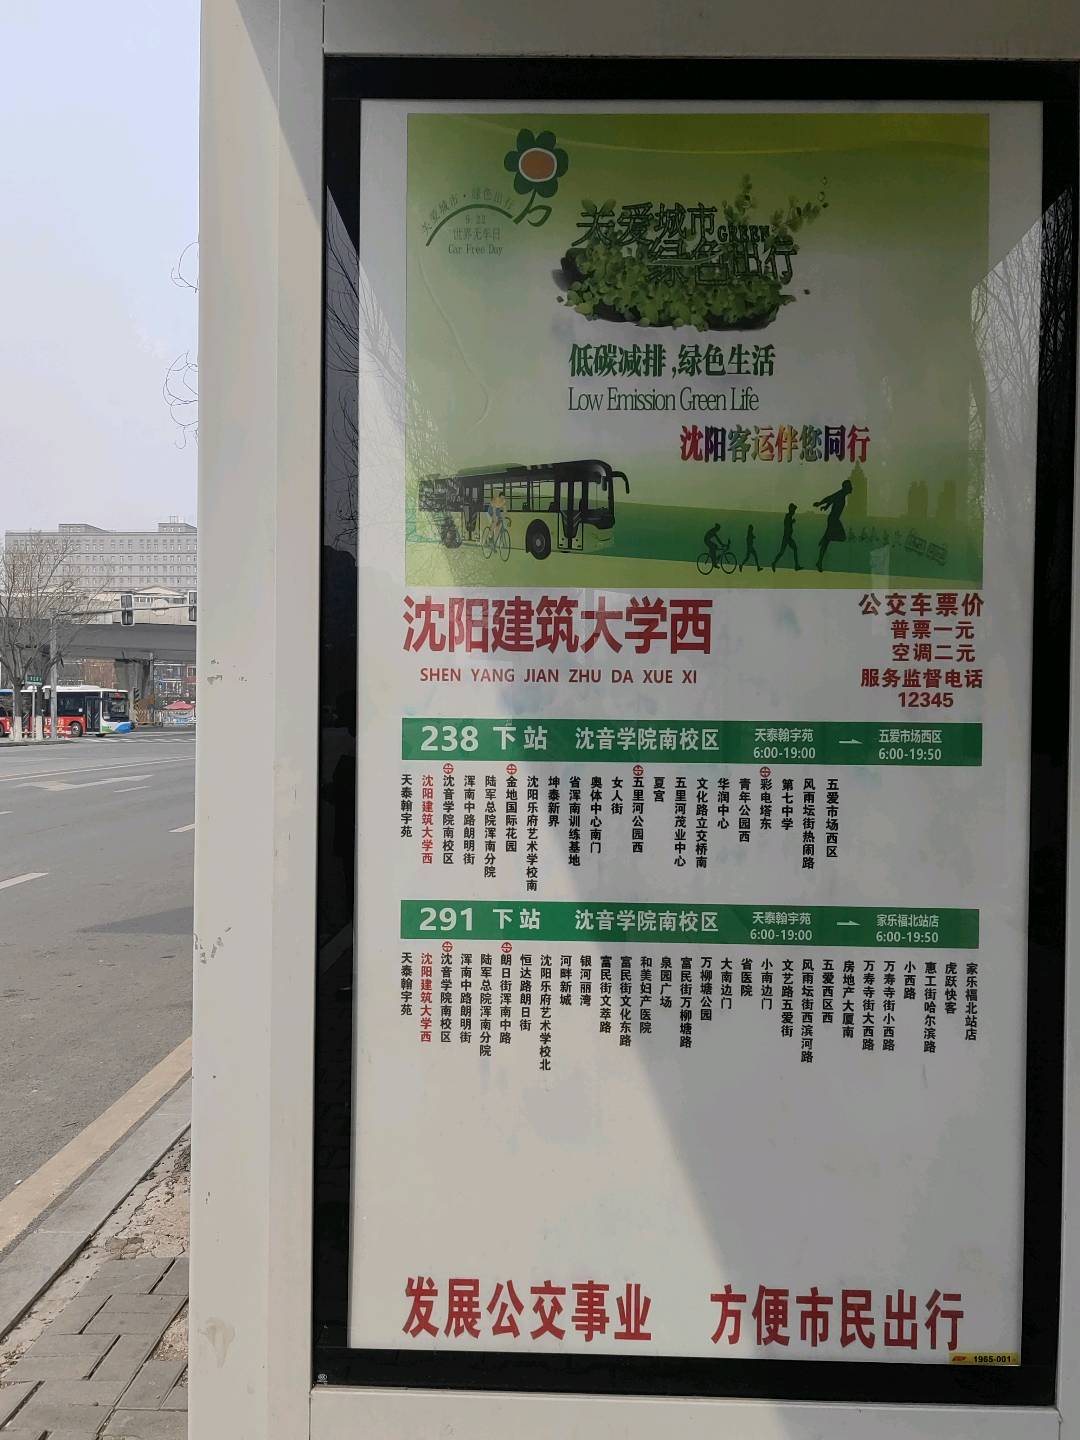 关爱城市·绿色出行
9.22
世界无车日
Car Free Day
关爱城市
GREEN
绿色出行
低碳减排,绿色生活
Low Emission Green Life
沈阳客运伴您同行
沈阳建筑大学西
SHEN YANG JIAN ZHU DA XUE XI
公交车票价
普票一元
空调二元
服务监督电话
12345
238 下站 沈音学院南校区 天泰翰宇苑 6:00-19:00 五爱市场西区 6:00-19:50
天泰翰宇苑
沈阳建筑大学西
沈音学院南校区
浑南中路朗明街
陆军总院浑南分院
金地国际花园
沈阳乐府艺术学校南
坤泰新界
省浑南训练基地
奥体中心南门
女人街
五里河公园西
夏宫
五里河茂业中心
文化路立交桥南
华润中心
青年公园西
彩电塔东
第七中学
风雨坛街热闹路
五爱市场西区
291 下站 沈音学院南校区 天泰翰宇苑 6:00-19:00 家乐福北站店 6:00-19:50
天泰翰宇苑
沈阳建筑大学西
沈音学院南校区
浑南中路朗明街
陆军总院浑南分院
朗日街浑南中路
恒达路朗日街
沈阳乐府艺术学校北
河畔新城
银河丽湾
富民街文萃路
富民街文化东路
和美妇产医院
泉园广场
富民街万柳塘路
万柳塘公园
大南边门
省医院
小南边门
文艺路五爱街
风雨坛街西滨河路
五爱西区西
房地产大厦南
万寿寺街大西路
万寿寺街小西路
小西路
惠工街哈尔滨路
虎跃快客
家乐福北站店
发展公交事业 方便市民出行
1965-001